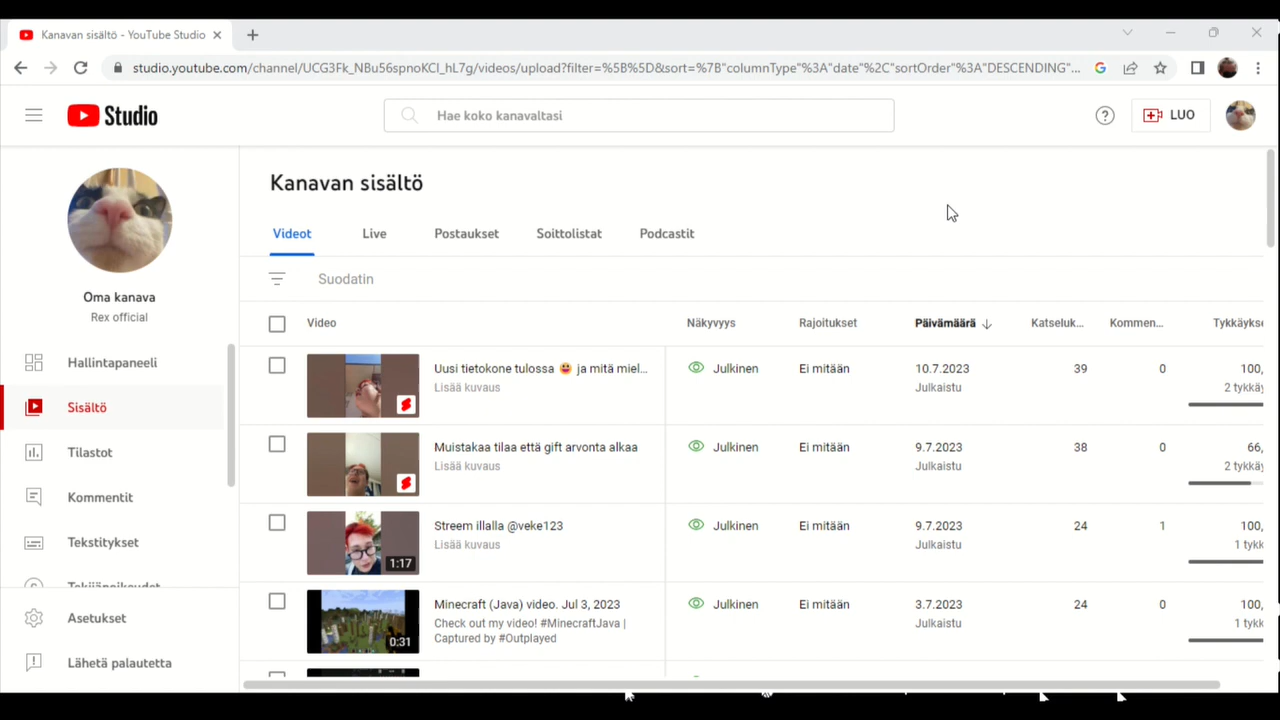 Kanavan sisältö - YouTube Studio
studio.youtube.com/channel/UCG3Fk_NBu56spnoKCl_hL7g/videos/upload?filter=%5B%5D&sort=%7B"columnType"%3A"date"%2C"sortOrder"%3A"DESCENDING"...
Studio
Hae koko kanavaltasi
LUO
Oma kanava
Rex official
Hallintapaneeli
Sisältö
Tilastot
Kommentit
Tekstitykset
Tekijänoikeudet
Asetukset
Lähetä palautetta
Kanavan sisältö
Videot Live Postaukset Soittolistat Podcastit
Suodatin
Video Näkyvyys Rajoitukset Päivämäärä Katseluk... Kommen... Tykkäykse
Uusi tietokone tulossa 😃 ja mitä miel... Julkinen Ei mitään 10.7.2023 39 0 100,
Lisää kuvaus Julkaistu 2 tykkäy
Muistakaa tilaa että gift arvonta alkaa Julkinen Ei mitään 9.7.2023 38 0 66,
Lisää kuvaus Julkaistu 2 tykkäy
Streem illalla @veke123 Julkinen Ei mitään 9.7.2023 24 1 100,
Lisää kuvaus Julkaistu 1 tykk
1:17
Minecraft (Java) video. Jul 3, 2023 Julkinen Ei mitään 3.7.2023 24 0 100,
Check out my video! #MinecraftJava | Julkaistu 1 tykk
Captured by #Outplayed
0:31